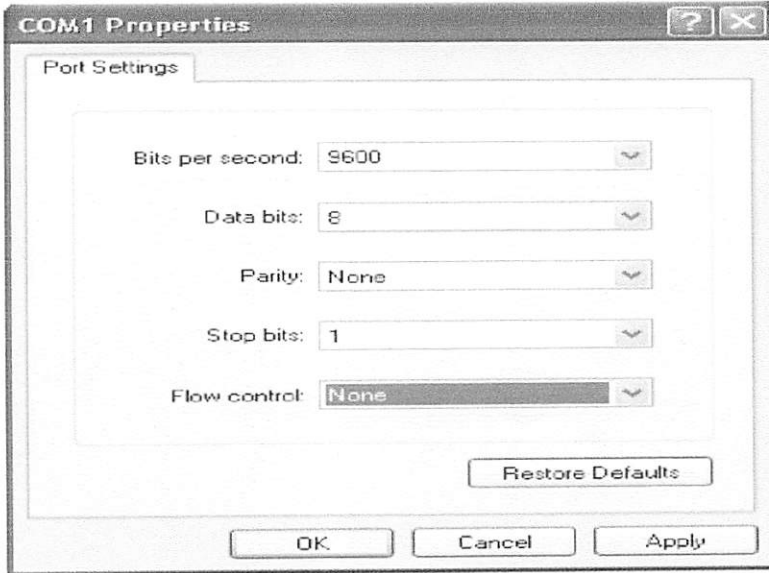 COM1 Properties
Port Settings
Bits per second: 9600
Data bits: 8
Parity: None
Stop bits: 1
Flow control: None
Restore Defaults
OK Cancel Apply